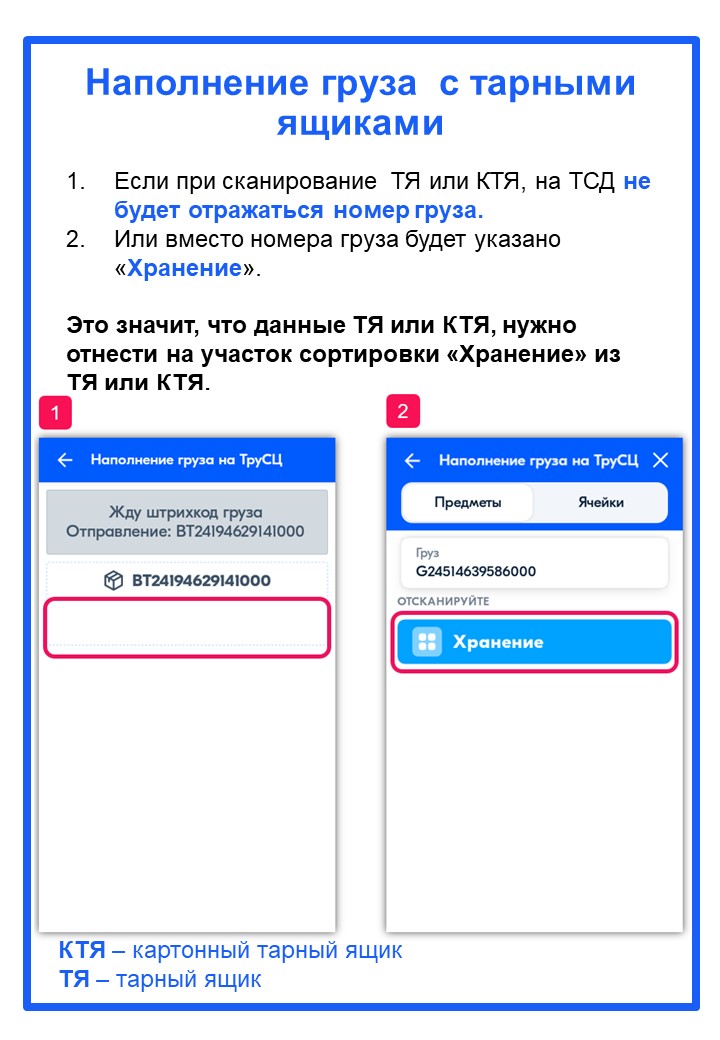 Наполнение груза с тарными
ящиками
1. Если при сканирование ТЯ или КТЯ, на ТСД не
будет отражаться номер груза.
2. Или вместо номера груза будет указано
«Хранение».
Это значит, что данные ТЯ или КТЯ, нужно
отнести на участок сортировки «Хранение» из
ТЯ или КТЯ.
1
Наполнение груза на ТруСЦ
Жду штрихкод груза
Отправление: BT24194629141000
BT24194629141000
2
Наполнение груза на ТруСЦ
Предметы Ячейки
Груз
G24514639586000
ОТСКАНИРУЙТЕ
Хранение
КТЯ – картонный тарный ящик
ТЯ – тарный ящик